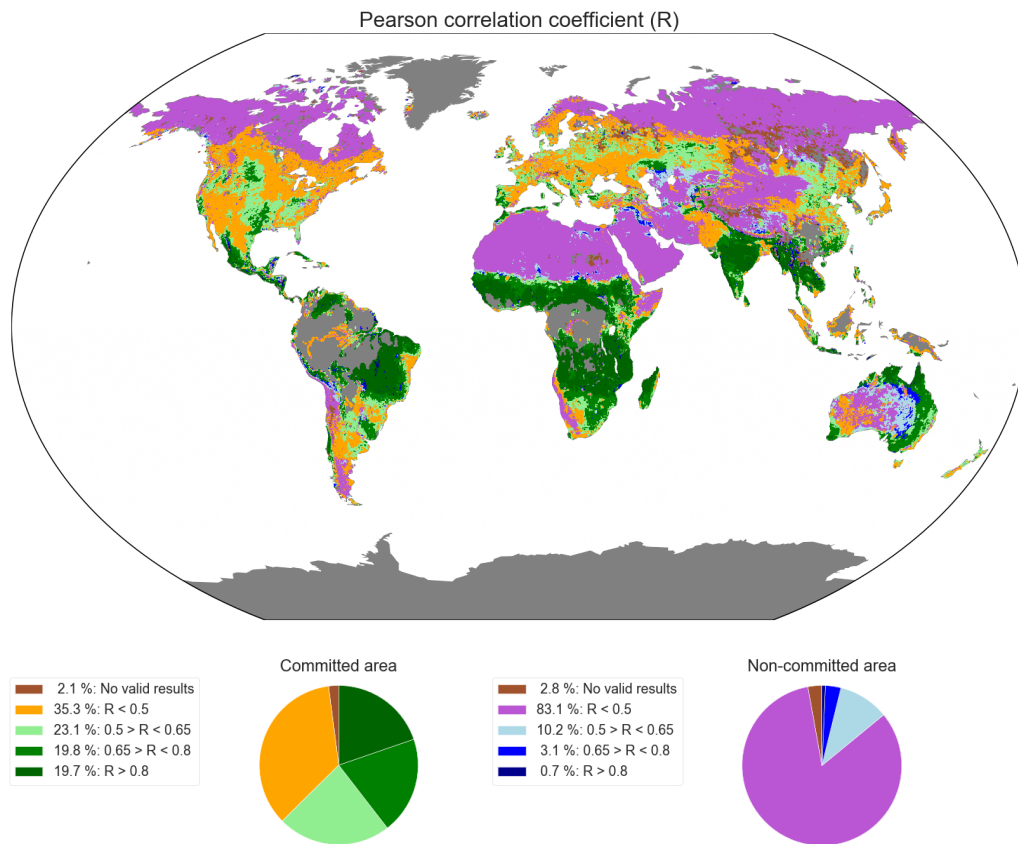 Pearson correlation coefficient (R)
Committed area
2.1 %: No valid results
35.3 %: R < 0.5
23.1 %: 0.5 > R < 0.65
19.8 %: 0.65 > R < 0.8
19.7 %: R > 0.8
Non-committed area
2.8 %: No valid results
83.1 %: R < 0.5
10.2 %: 0.5 > R < 0.65
3.1 %: 0.65 > R < 0.8
0.7 %: R > 0.8